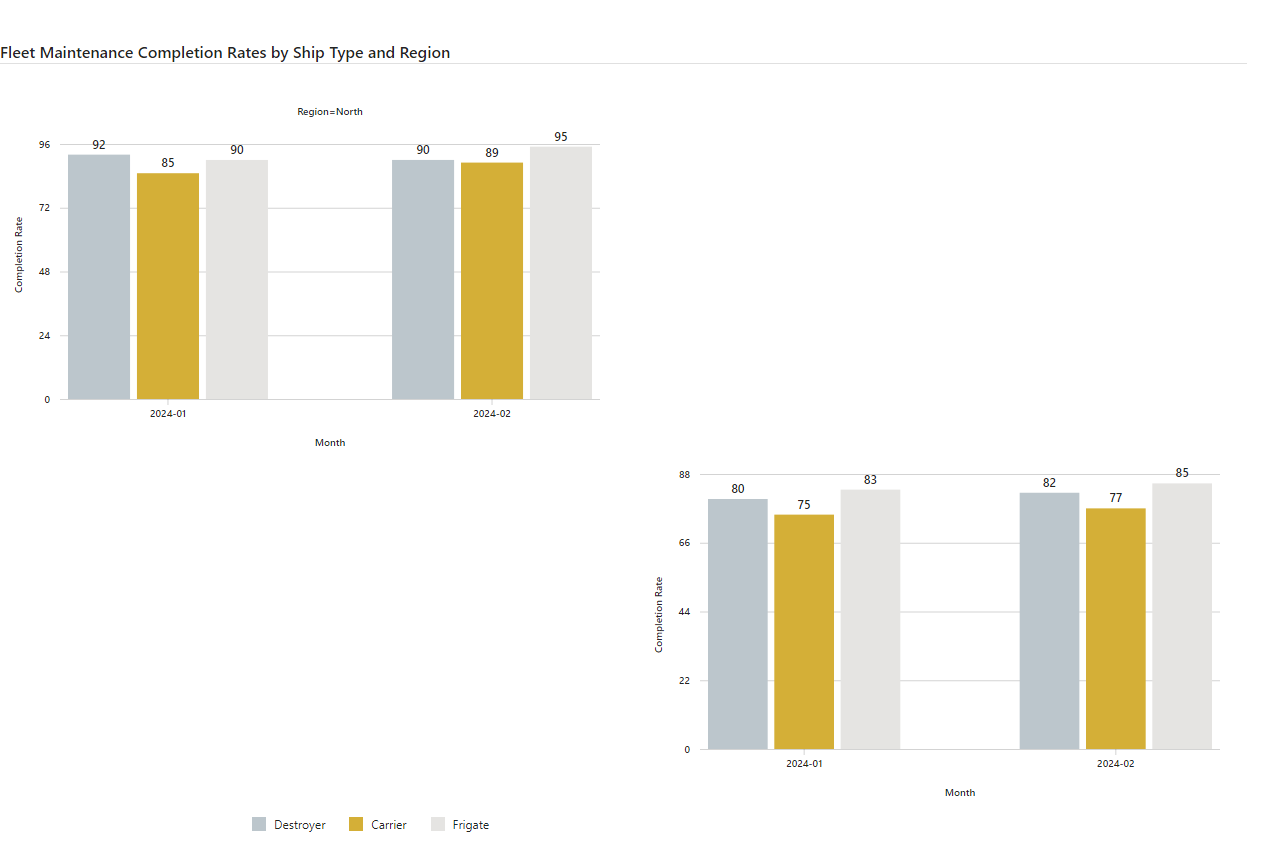 Fleet Maintenance Completion Rates by Ship Type and Region
Region=North
96
72
48
24
0
Completion Rate
92
85
90
90
89
95
2024-01
2024-02
Month
88
66
44
22
0
Completion Rate
80
75
83
82
77
85
2024-01
2024-02
Month
Destroyer
Carrier
Frigate